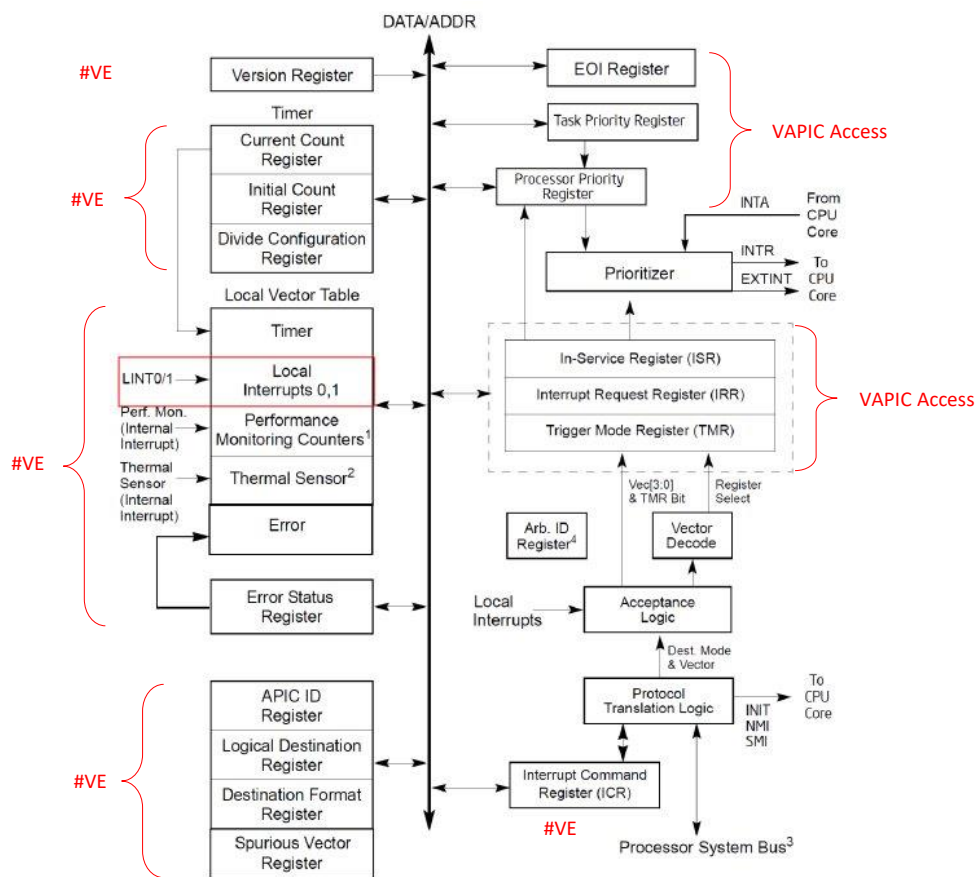 DATA/ADDR
#VE
Version Register
EOI Register
Timer
Task Priority Register
VAPIC Access
#VE
Current Count
Register
Initial Count
Register
Divide Configuration
Register
Processor Priority
Register
INTA
From
CPU
Core
Prioritizer
INTR
EXTINT
To
CPU
Core
Local Vector Table
#VE
Timer
LINT0/1
Local
Interrupts 0,1
Perf. Mon.
(Internal
Interrupt)
Performance
Monitoring Counters1
Thermal
Sensor
(Internal
Interrupt)
Thermal Sensor2
Error
Error Status
Register
In-Service Register (ISR)
Interrupt Request Register (IRR)
Trigger Mode Register (TMR)
VAPIC Access
Vec[3:0]
& TMR Bit
Register
Select
Arb. ID
Register4
Vector
Decode
Local
Interrupts
Acceptance
Logic
Dest. Mode
& Vector
Protocol
Translation Logic
To
CPU
Core
INIT
NMI
SMI
#VE
APIC ID
Register
Logical Destination
Register
Destination Format
Register
Spurious Vector
Register
Interrupt Command
Register (ICR)
#VE
Processor System Bus3